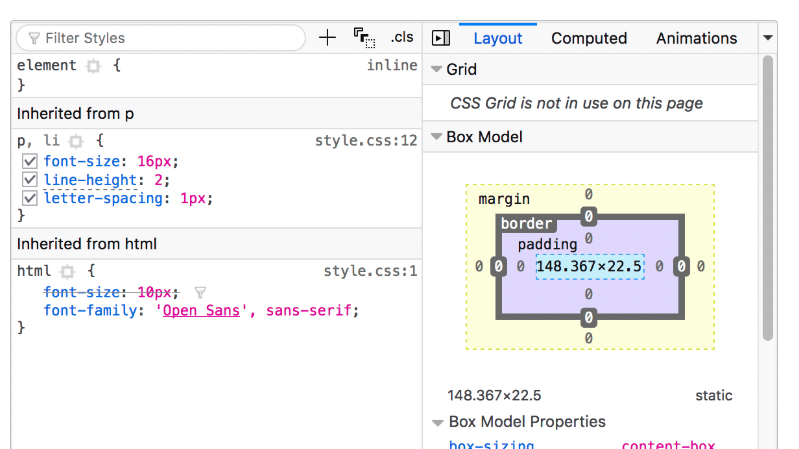 Filter Styles
.cls
element {
inline
}
Inherited from p
p, li {
style.css:12
font-size: 16px;
line-height: 2;
letter-spacing: 1px;
}
Inherited from html
html {
style.css:1
font-size: 10px;
font-family: 'Open Sans', sans-serif;
}
Layout Computed Animations
Grid
CSS Grid is not in use on this page
Box Model
margin 0
border 0
padding 0
0 0 0 148.367×22.5 0 0 0
0
0
0
148.367×22.5 static
Box Model Properties
box-sizing content-box